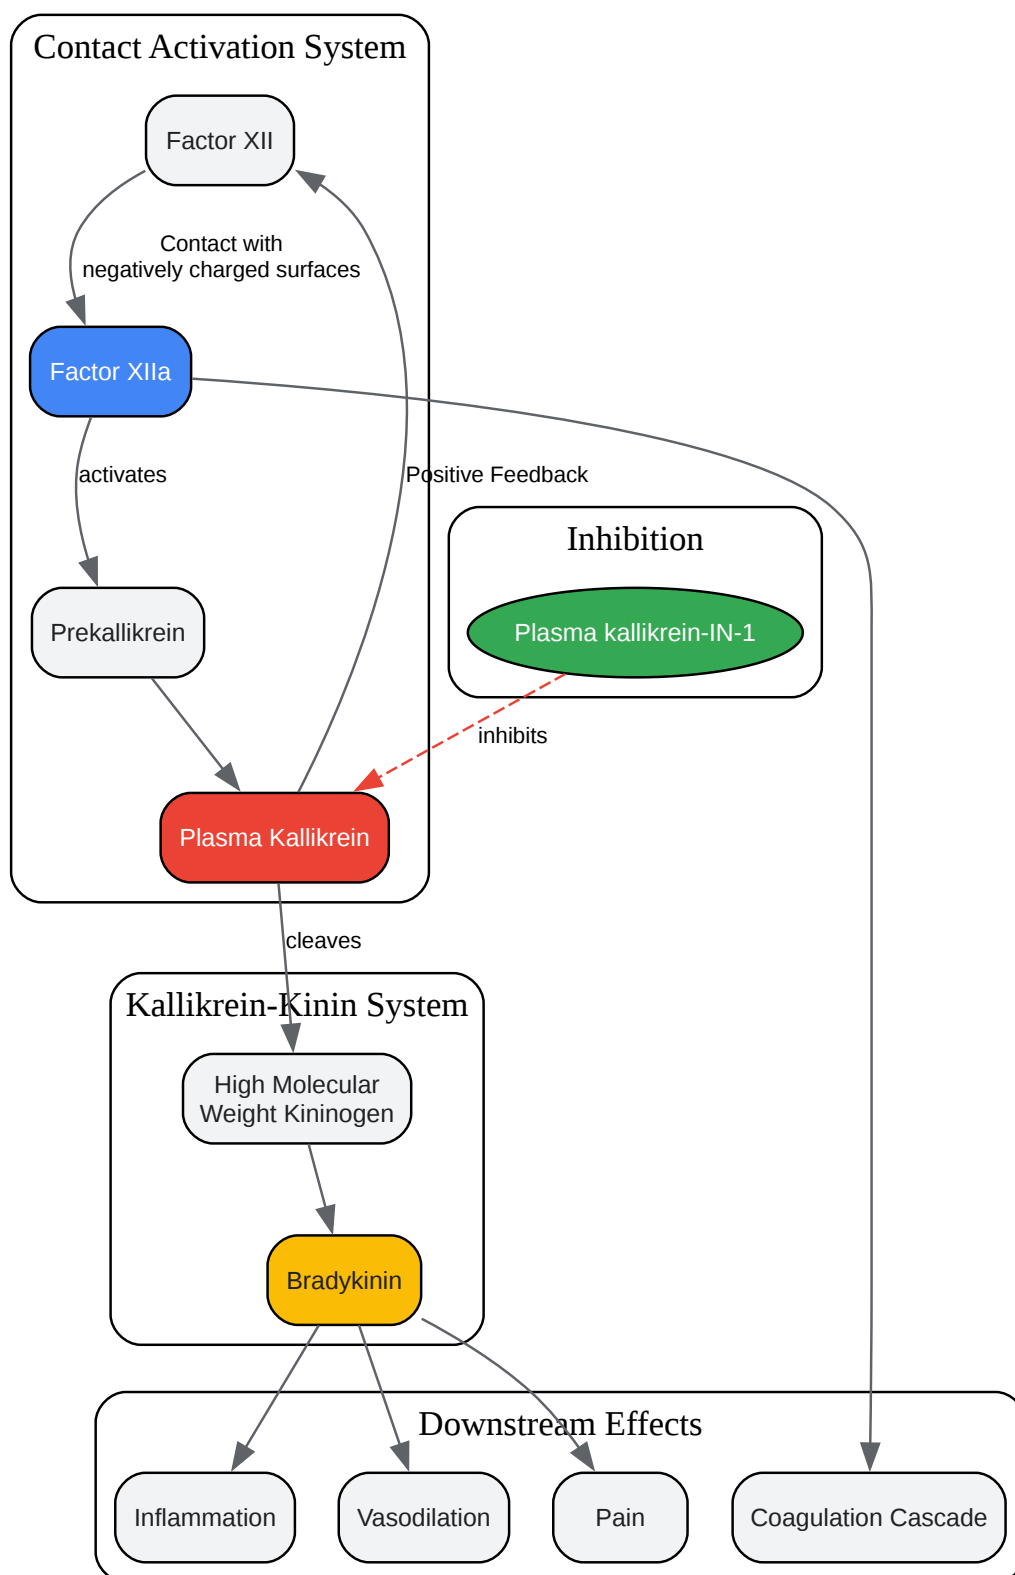 Contact Activation System
Factor XII
Contact with
negatively charged surfaces
Factor XIIa
activates
Positive Feedback
Inhibition
Prekallikrein
Plasma kallikrein-IN-1
inhibits
Plasma Kallikrein
cleaves
Kallikrein-Kinin System
High Molecular
Weight Kininogen
Bradykinin
Downstream Effects
Inflammation
Vasodilation
Pain
Coagulation Cascade